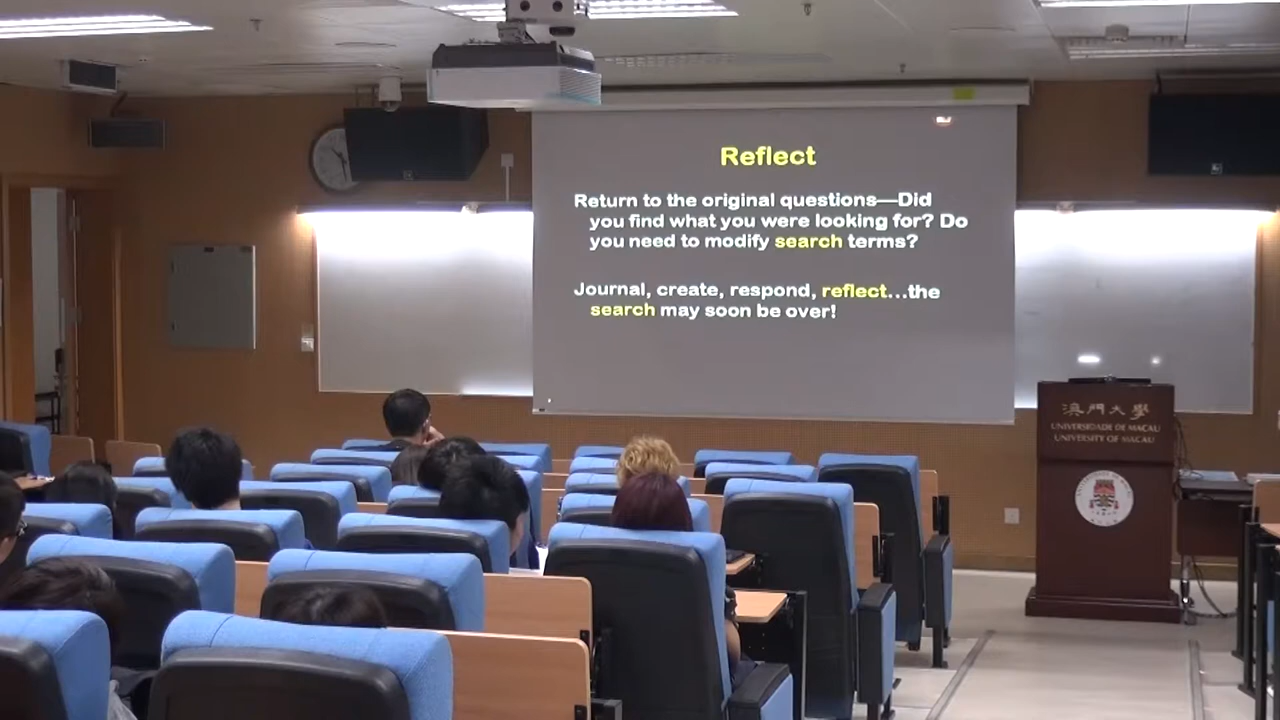 Reflect
Return to the original questions—Did
you find what you were looking for? Do
you need to modify search terms?
Journal, create, respond, reflect...the
search may soon be over!
澳門大學
UNIVERSIDADE DE MACAU
UNIVERSITY OF MACAU